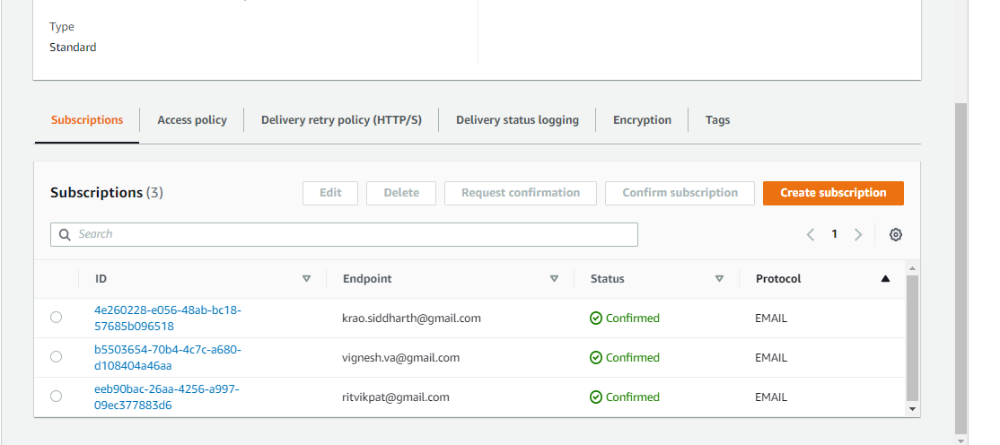 Type
Standard
Subscriptions Access policy Delivery retry policy (HTTP/S) Delivery status logging Encryption Tags
Subscriptions (3) Edit Delete Request confirmation Confirm subscription Create subscription
Search 1
ID Endpoint Status Protocol
4e260228-e056-48ab-bc18-
57685b096518
krao.siddharth@gmail.com Confirmed EMAIL
b5503654-70b4-4c7c-a680-
d108404a46aa
vignesh.va@gmail.com Confirmed EMAIL
eeb90bac-26aa-4256-a997-
09ec377883d6
ritvikpat@gmail.com Confirmed EMAIL